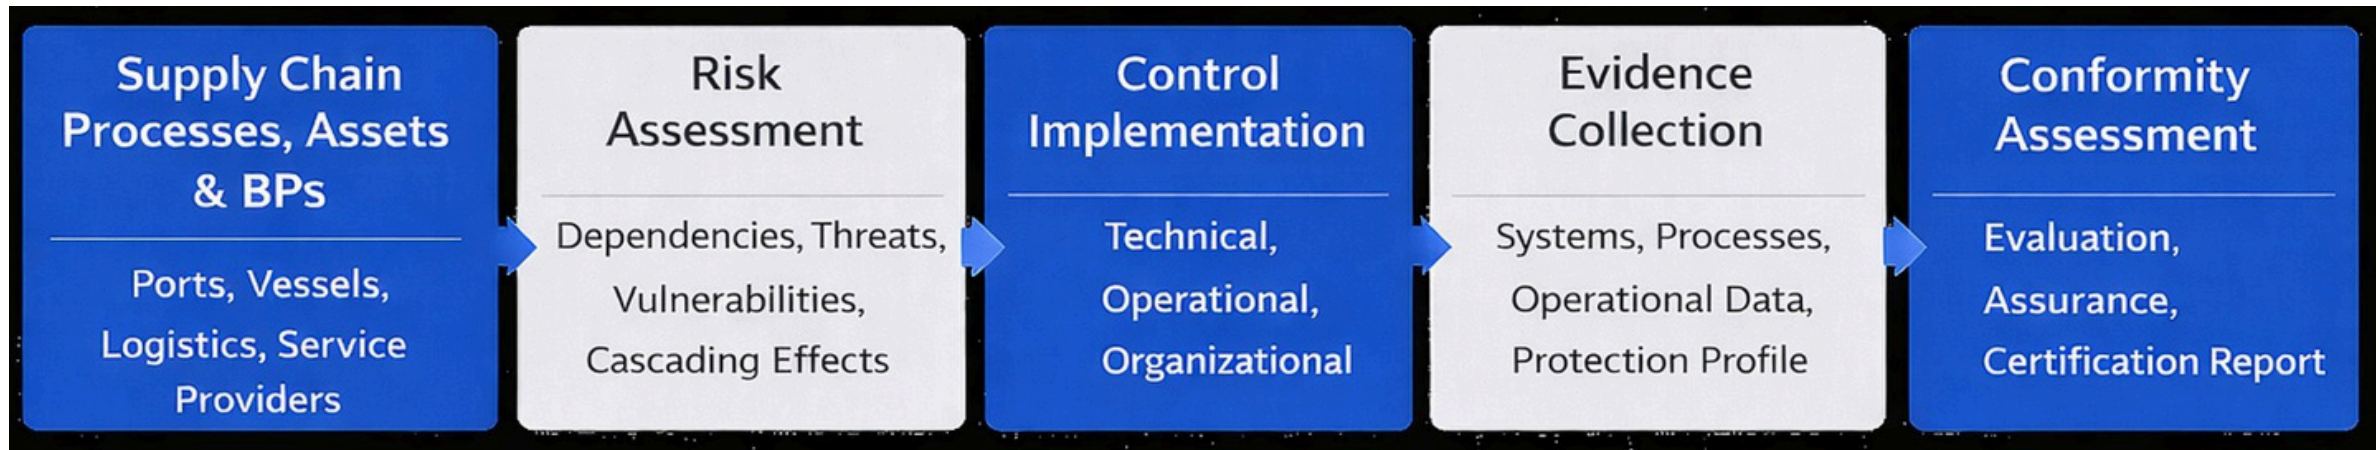 Supply Chain
Processes, Assets
& BPs
Ports, Vessels,
Logistics, Service
Providers
Risk
Assessment
Dependencies, Threats,
Vulnerabilities,
Cascading Effects
Control
Implementation
Technical,
Operational,
Organizational
Evidence
Collection
Systems, Processes,
Operational Data,
Protection Profile
Conformity
Assessment
Evaluation,
Assurance,
Certification Report